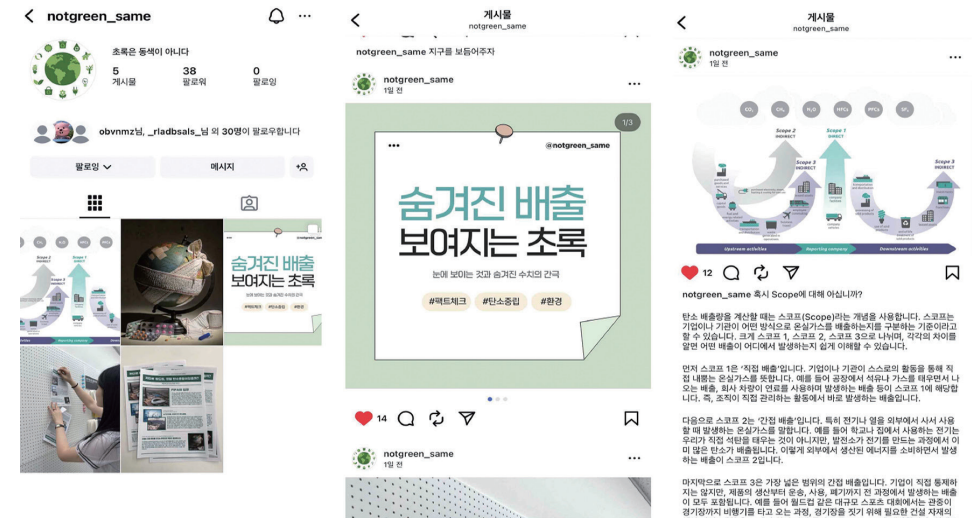 notgreen_same
초록은 동색이 아니다
5
게시물
38
팔로워
0
팔로잉
obvnmz님, _rladbsals_님 외 30명이 팔로우합니다
팔로잉
메시지
숨겨진 배출
보여지는 초록
눈에 보이는 것과 숨겨진 수치의 간극
#팩트체크
#탄소중립
#환경
게시물
notgreen_same
notgreen_same 지구를 보듬어주자
notgreen_same
1일 전
1/3
@notgreen_same
숨겨진 배출
보여지는 초록
눈에 보이는 것과 숨겨진 수치의 간극
#팩트체크
#탄소중립
#환경
14
notgreen_same
1일 전
게시물
notgreen_same
notgreen_same
1일 전
CO₂
CH₄
N₂O
HFCs
PFCs
SF₆
Scope 2
INDIRECT
Scope 1
DIRECT
Scope 3
INDIRECT
Scope 3
INDIRECT
Upstream activities
Reporting company
Downstream activities
12
notgreen_same 혹시 Scope에 대해 아십니까?
탄소 배출량을 계산할 때는 스코프(Scope)라는 개념을 사용합니다. 스코프는
기업이나 기관이 어떤 방식으로 온실가스를 배출하는지를 구분하는 기준이라고
할 수 있습니다. 크게 스코프 1, 스코프 2, 스코프 3으로 나뉘며, 각각의 차이를
알면 어떤 배출이 어디에서 발생하는지 쉽게 이해할 수 있습니다.
먼저 스코프 1은 '직접 배출'입니다. 기업이나 기관이 스스로의 활동을 통해 직
접 내뿜는 온실가스를 뜻합니다. 예를 들어 공장에서 석유나 가스를 태우면서 나
오는 배출, 회사 차량이 연료를 사용하며 발생하는 배출 등이 스코프 1에 해당합
니다. 즉, 조직이 직접 관리하는 활동에서 바로 발생하는 배출입니다.
다음으로 스코프 2는 '간접 배출'입니다. 특히 전기나 열을 외부에서 사서 사용
할 때 발생하는 온실가스를 말합니다. 예를 들어 학교나 집에서 사용하는 전기는
우리가 직접 석탄을 태우는 것이 아니지만, 발전소가 전기를 만드는 과정에서 이
미 많은 탄소가 배출됩니다. 이렇게 외부에서 생산된 에너지를 소비하면서 발생
하는 배출이 스코프 2입니다.
마지막으로 스코프 3은 가장 넓은 범위의 간접 배출입니다. 기업이 직접 통제하
지는 않지만, 제품의 생산부터 운송, 사용, 폐기까지 전 과정에서 발생하는 배출
이 모두 포함됩니다. 예를 들어 월드컵 같은 대규모 스포츠 대회에서는 관중이
경기장까지 비행기를 타고 오는 과정, 경기장을 짓기 위해 필요한 건설 자재의